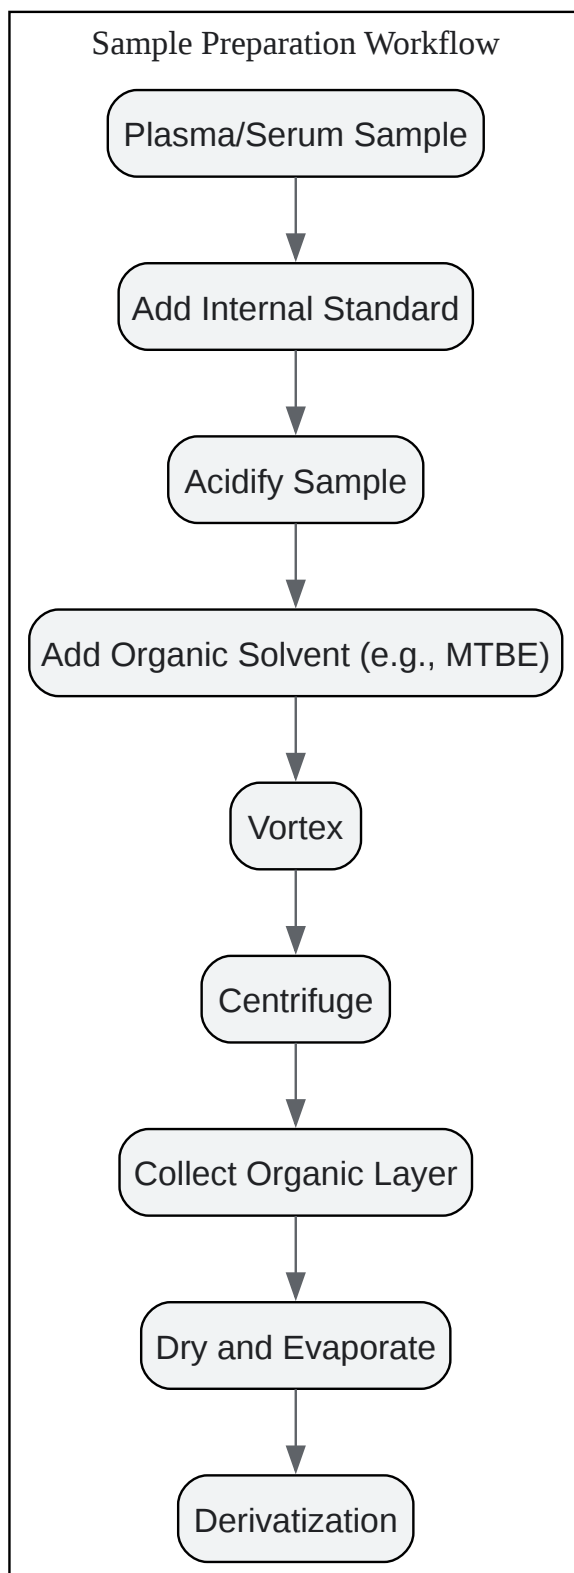 Sample Preparation Workflow
Plasma/Serum Sample
Add Internal Standard
Acidify Sample
Add Organic Solvent (e.g., MTBE)
Vortex
Centrifuge
Collect Organic Layer
Dry and Evaporate
Derivatization